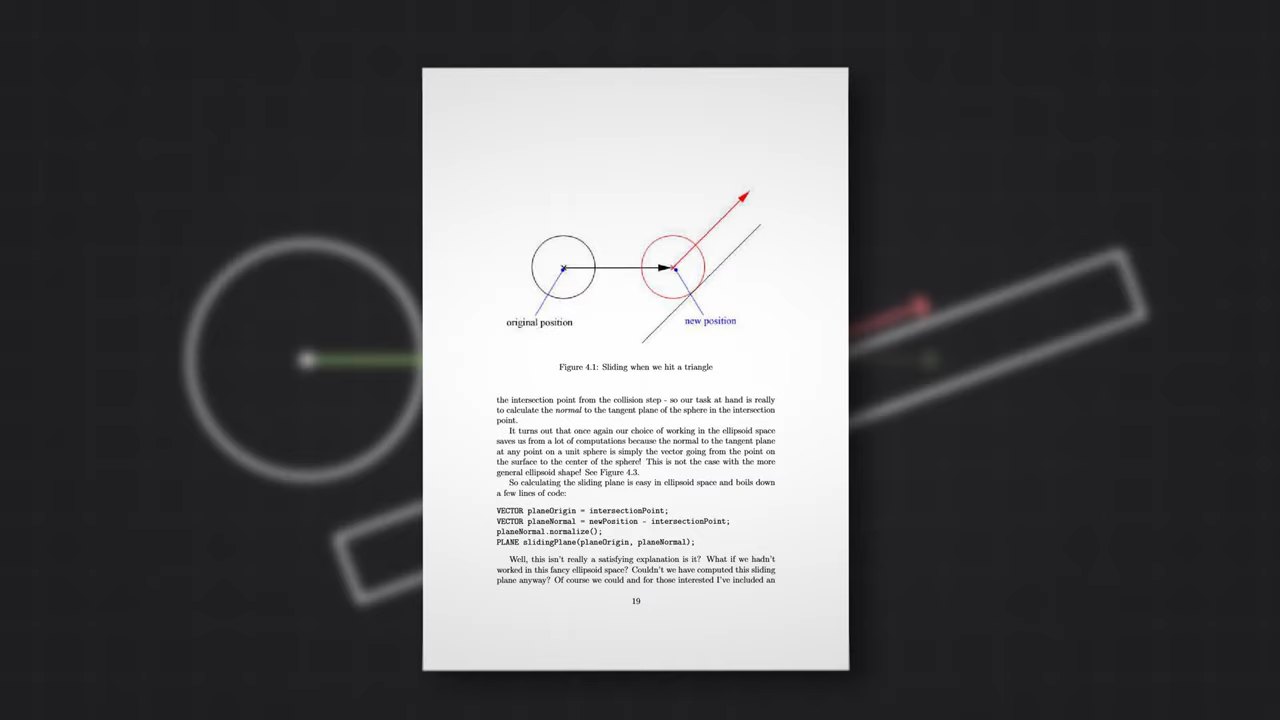 original position
new position
Figure 4.1: Sliding when we hit a triangle
the intersection point from the collision step - so our task at hand is really
to calculate the normal to the tangent plane of the sphere in the intersection
point.
It turns out that once again our choice of working in the ellipsoid space
saves us from a lot of computations because the normal to the tangent plane
at any point on a unit sphere is simply the vector going from the point on
the surface to the center of the sphere! This is not the case with the more
general ellipsoid shape! See Figure 4.3.
So calculating the sliding plane is easy in ellipsoid space and boils down
a few lines of code:
VECTOR planeOrigin = intersectionPoint;
VECTOR planeNormal = newPosition - intersectionPoint;
planeNormal.normalize();
PLANE slidingPlane(planeOrigin, planeNormal);
Well, this isn't really a satisfying explanation is it? What if we hadn't
worked in this fancy ellipsoid space? Couldn't we have computed this sliding
plane anyway? Of course we could and for those interested I've included an
19